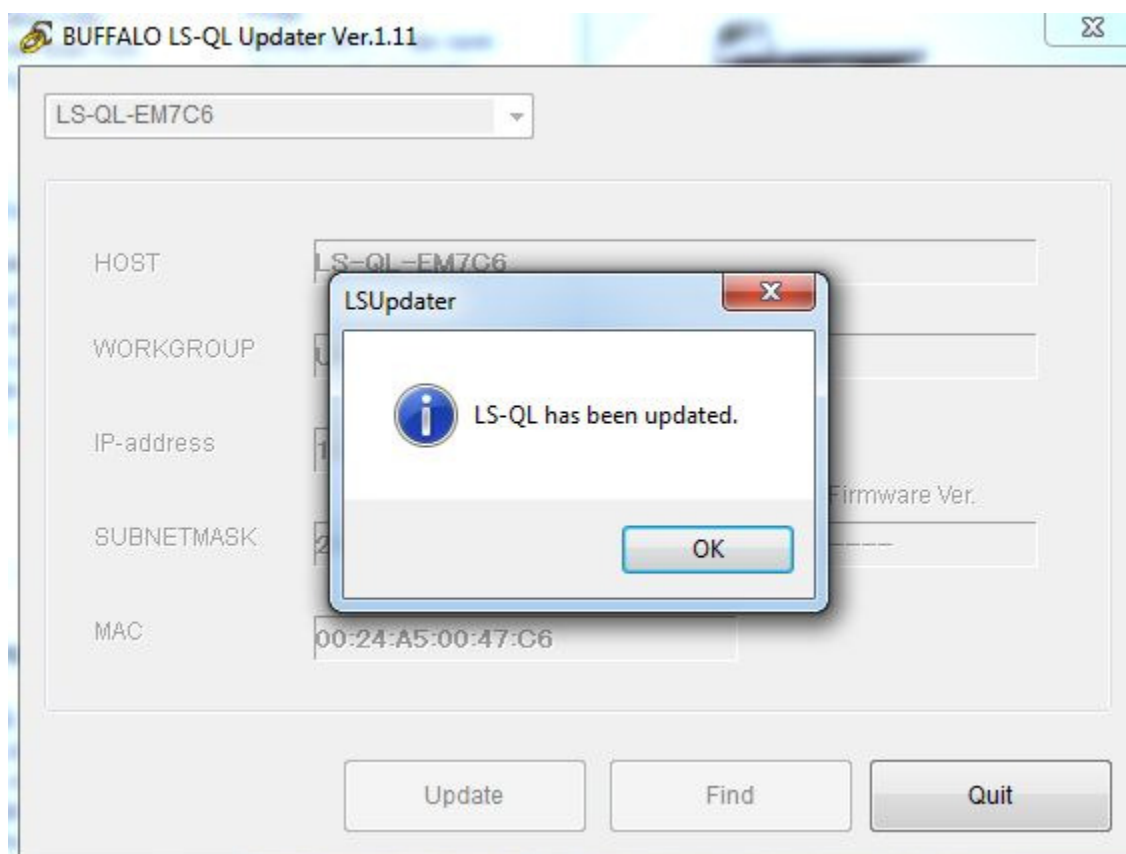 BUFFALO LS-QL Updater Ver.1.11
LS-QL-EM7C6
HOST
LS-QL-EM7C6
LSUpdater
WORKGROUP
LS-QL has been updated.
IP-address
Firmware Ver.
SUBNETMASK
OK
MAC
00:24:A5:00:47:C6
Update
Find
Quit